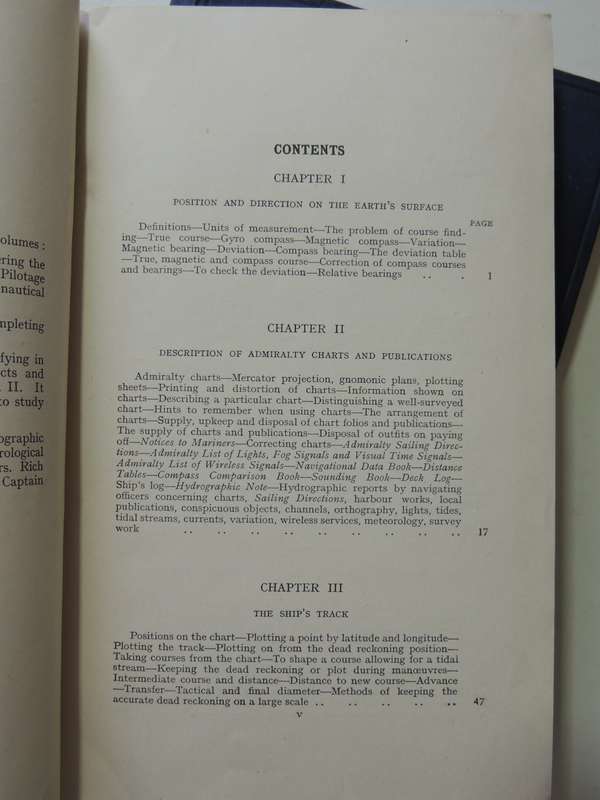 olumes :
ering the
Pilotage
nautical
mpleting
fying in
cts and
II. It
to study
ographic
rological
rs. Rich
Captain
CONTENTS
CHAPTER I
POSITION AND DIRECTION ON THE EARTH'S SURFACE
PAGE
Definitions—Units of measurement—The problem of course find-
ing—True course—Gyro compass—Magnetic compass—Variation—
Magnetic bearing—Deviation—Compass bearing—The deviation table
—True, magnetic and compass course—Correction of compass courses
and bearings—To check the deviation—Relative bearings .. . 1
CHAPTER II
DESCRIPTION OF ADMIRALTY CHARTS AND PUBLICATIONS
Admiralty charts—Mercator projection, gnomonic plans, plotting
sheets—Printing and distortion of charts—Information shown on
charts—Describing a particular chart—Distinguishing a well-surveyed
chart—Hints to remember when using charts—The arrangement of
charts—Supply, upkeep and disposal of chart folios and publications—
The supply of charts and publications—Disposal of outfits on paying
off—Notices to Mariners—Correcting charts—Admiralty Sailing Direc-
tions—Admiralty List of Lights, Fog Signals and Visual Time Signals—
Admiralty List of Wireless Signals—Navigational Data Book—Distance
Tables—Compass Comparison Book—Sounding Book—Deck Log—
Ship's log—Hydrographic Note—Hydrographic reports by navigating
officers concerning charts, Sailing Directions, harbour works, local
publications, conspicuous objects, channels, orthography, lights, tides,
tidal streams, currents, variation, wireless services, meteorology, survey
work .. .. .. .. .. .. .. .. .. 17
CHAPTER III
THE SHIP'S TRACK
Positions on the chart—Plotting a point by latitude and longitude—
Plotting the track—Plotting on from the dead reckoning position—
Taking courses from the chart—To shape a course allowing for a tidal
stream—Keeping the dead reckoning or plot during manœuvres—
Intermediate course and distance—Distance to new course—Advance
—Transfer—Tactical and final diameter—Methods of keeping the
accurate dead reckoning on a large scale .. .. .. .. .. 47
v